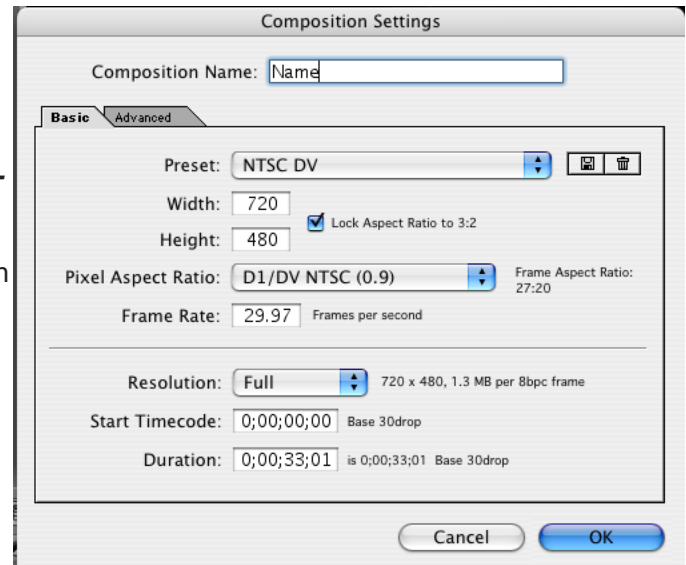 Composition Settings
Composition Name: Name
Basic Advanced
Preset: NTSC DV
Width: 720
Lock Aspect Ratio to 3:2
Height: 480
n
Pixel Aspect Ratio: D1/DV NTSC (0.9) Frame Aspect Ratio:
27:20
Frame Rate: 29.97 Frames per second
Resolution: Full 720 x 480, 1.3 MB per 8bpc frame
Start Timecode: 0;00;00;00 Base 30drop
Duration: 0;00;33;01 is 0;00;33;01 Base 30drop
Cancel OK